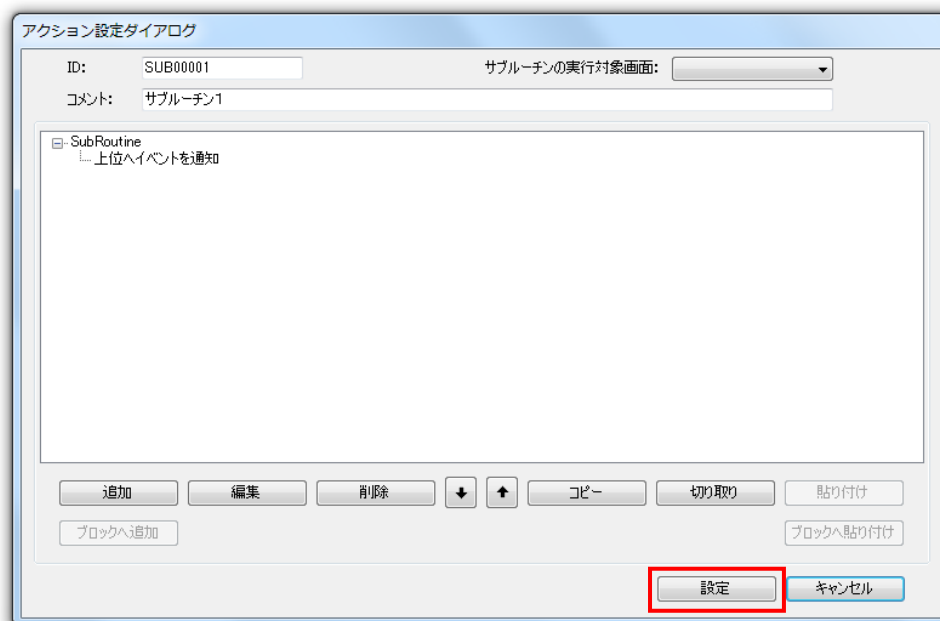 アクション設定ダイアログ
ID: SUB00001 サブルーチンの実行対象画面:
コメント: サブルーチン1
SubRoutine
上位へイベントを通知
追加 編集 削除 コピー 切り取り 貼り付け
ブロックへ追加 ブロックへ貼り付け
設定 キャンセル